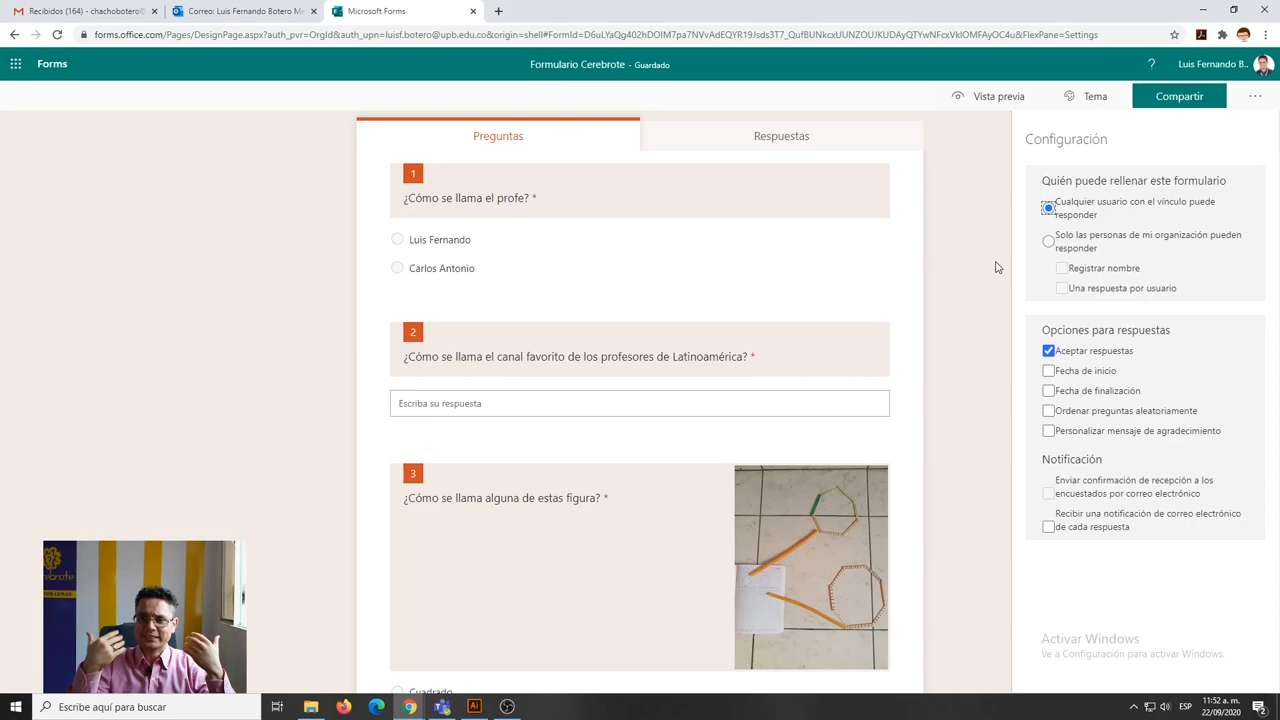 Recibidos (164) - chachobotero@
Correo: Luis Fernando Botero Me
Microsoft Forms
forms.office.com/Pages/DesignPage.aspx?auth_pvr=OrgId&auth_upn=luisf.botero@upb.edu.co&origin=shell#FormId=
Forms
Formulario Cerebrote - Guardado
?
Luis Fernando B..
Vista previa
Tema
Compartir
Preguntas
Respuestas
Configuración
1
¿Cómo se llama el profe? *
Luis Fernando
Carlos Antonio
2
¿Cómo se llama el canal favorito de los profesores de Latinoamérica? *
Escriba su respuesta
3
¿Cómo se llama alguna de estas figura? *
Cuadrado
Quién puede rellenar este formulario
Cualquier usuario con el vínculo puede
responder
Solo las personas de mi organización pueden
responder
Registrar nombre
Una respuesta por usuario
Opciones para respuestas
Aceptar respuestas
Fecha de inicio
Fecha de finalización
Ordenar preguntas aleatoriamente
Personalizar mensaje de agradecimiento
Notificación
Enviar confirmación de recepción a los
encuestados por correo electrónico
Recibir una notificación de correo electrónico
de cada respuesta
Activar Windows
Ve a Configuración para activar Windows.
Escribe aquí para buscar
ESP
11:52 a. m.
22/09/2020
2